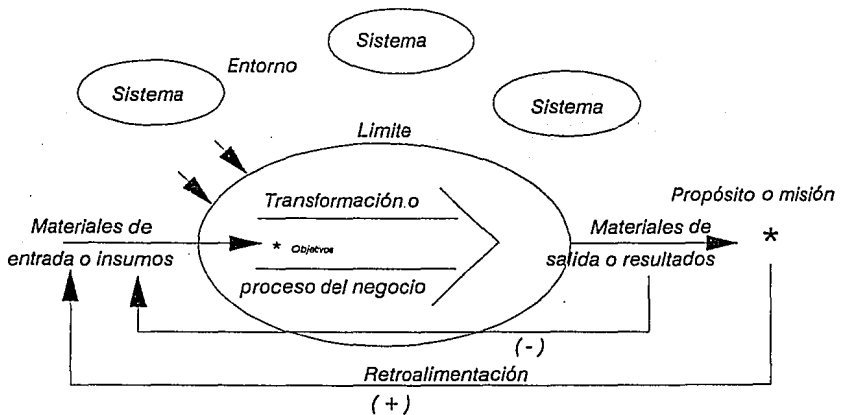 Sistema
Entorno
Sistema
Sistema
Limite
Transformación o
Propósito o misión
Materiales de
entrada o insumos
* Objetivos
Materiales de
salida o resultados
*
proceso del negocio
(-)
Retroalimentación
(+)